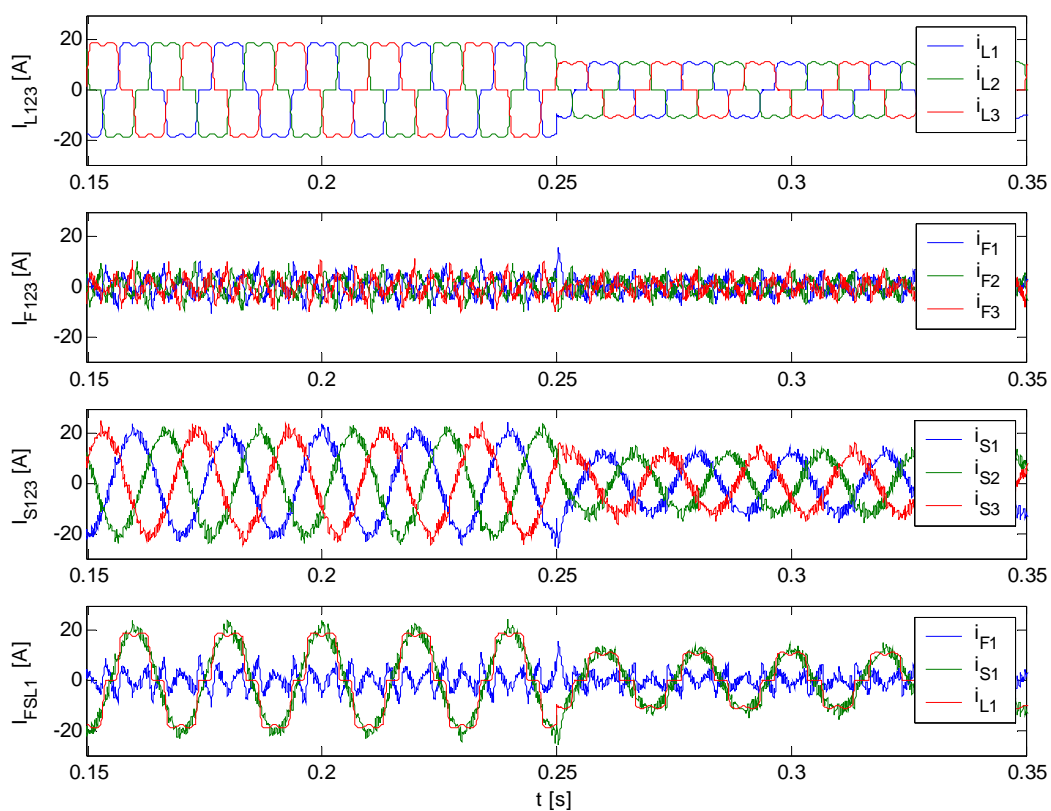 I_L123 [A]
20
0
-20
i_L1
i_L2
i_L3
0.15 0.2 0.25 0.3 0.35
I_F123 [A]
20
0
-20
i_F1
i_F2
i_F3
0.15 0.2 0.25 0.3 0.35
I_S123 [A]
20
0
-20
i_S1
i_S2
i_S3
0.15 0.2 0.25 0.3 0.35
I_FSL1 [A]
20
0
-20
i_F1
i_S1
i_L1
0.15 0.2 0.25 0.3 0.35
t [s]